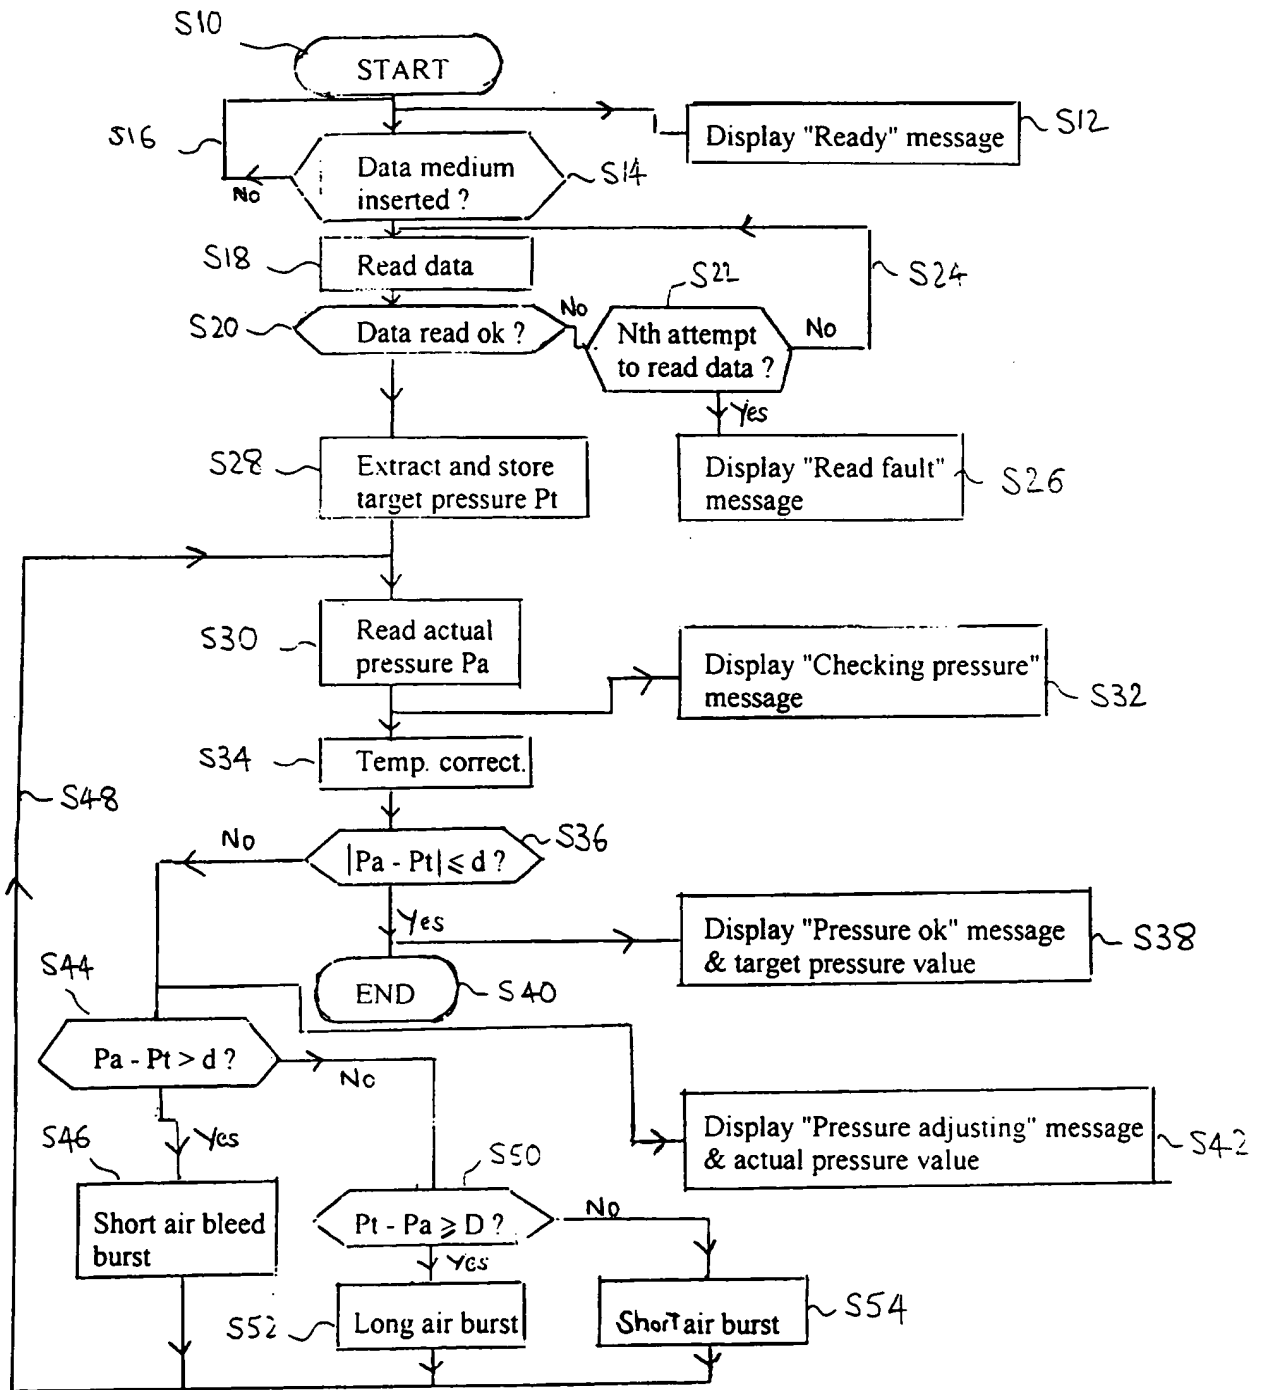 S10
START
S16
Display "Ready" message
S12
Data medium
inserted ?
S14
No
S18
Read data
S22
S24
S20
Data read ok ?
No
Nth attempt
to read data ?
No
Yes
S28
Extract and store
target pressure Pt
Display "Read fault"
message
S26
S30
Read actual
pressure Pa
Display "Checking pressure"
message
S32
S34
Temp. correct.
S48
No
|Pa - Pt| ⩽ d ?
S36
Yes
Display "Pressure ok" message
& target pressure value
S38
S44
END
S40
Pa - Pt > d ?
No
Display "Pressure adjusting" message
& actual pressure value
S42
S46
Yes
S50
Short air bleed
burst
Pt - Pa ⩾ D ?
No
Yes
S52
Long air burst
Short air burst
S54